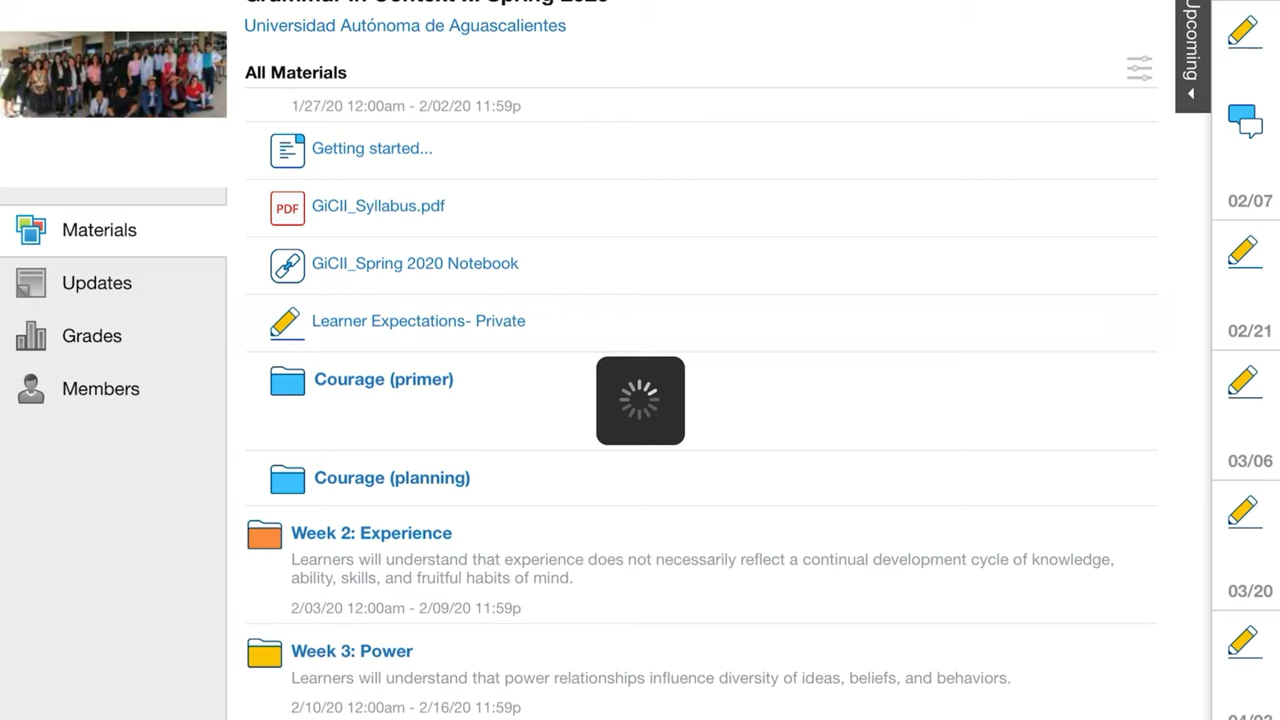 Universidad Autónoma de Aguascalientes
All Materials
1/27/20 12:00am - 2/02/20 11:59p
Getting started...
PDF
GiCII_Syllabus.pdf
GiCII_Spring 2020 Notebook
Learner Expectations- Private
Courage (primer)
Courage (planning)
Week 2: Experience
Learners will understand that experience does not necessarily reflect a continual development cycle of knowledge,
ability, skills, and fruitful habits of mind.
2/03/20 12:00am - 2/09/20 11:59p
Week 3: Power
Learners will understand that power relationships influence diversity of ideas, beliefs, and behaviors.
2/10/20 12:00am - 2/16/20 11:59p
Materials
Updates
Grades
Members
Upcoming
02/07
02/21
03/06
03/20